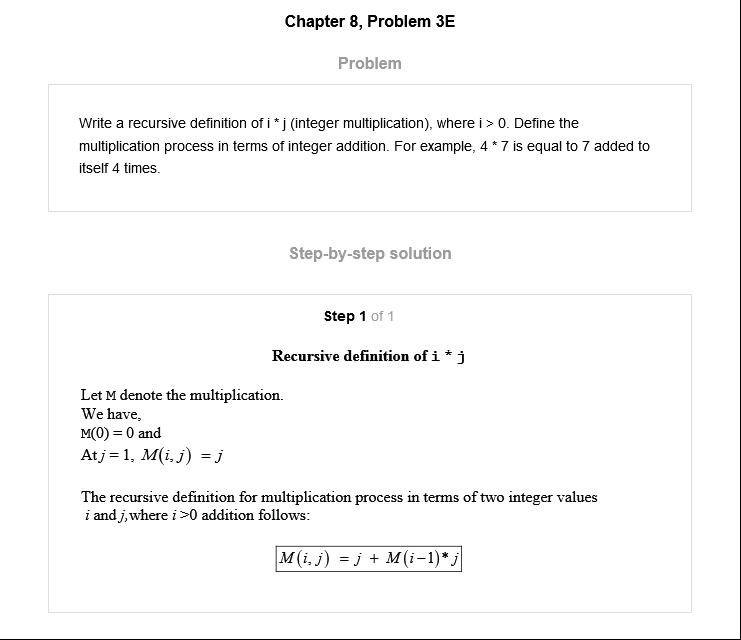 Chapter 8, Problem 3E
Problem
Write a recursive definition of i * j (integer multiplication), where i > 0. Define the
multiplication process in terms of integer addition. For example, 4 * 7 is equal to 7 added to
itself 4 times.
Step-by-step solution
Step 1 of 1
Recursive definition of i * j
Let M denote the multiplication.
We have,
M(0) = 0 and
At j = 1, M(i, j) = j
The recursive definition for multiplication process in terms of two integer values
i and j, where i >0 addition follows:
M(i, j) = j + M(i−1)* j